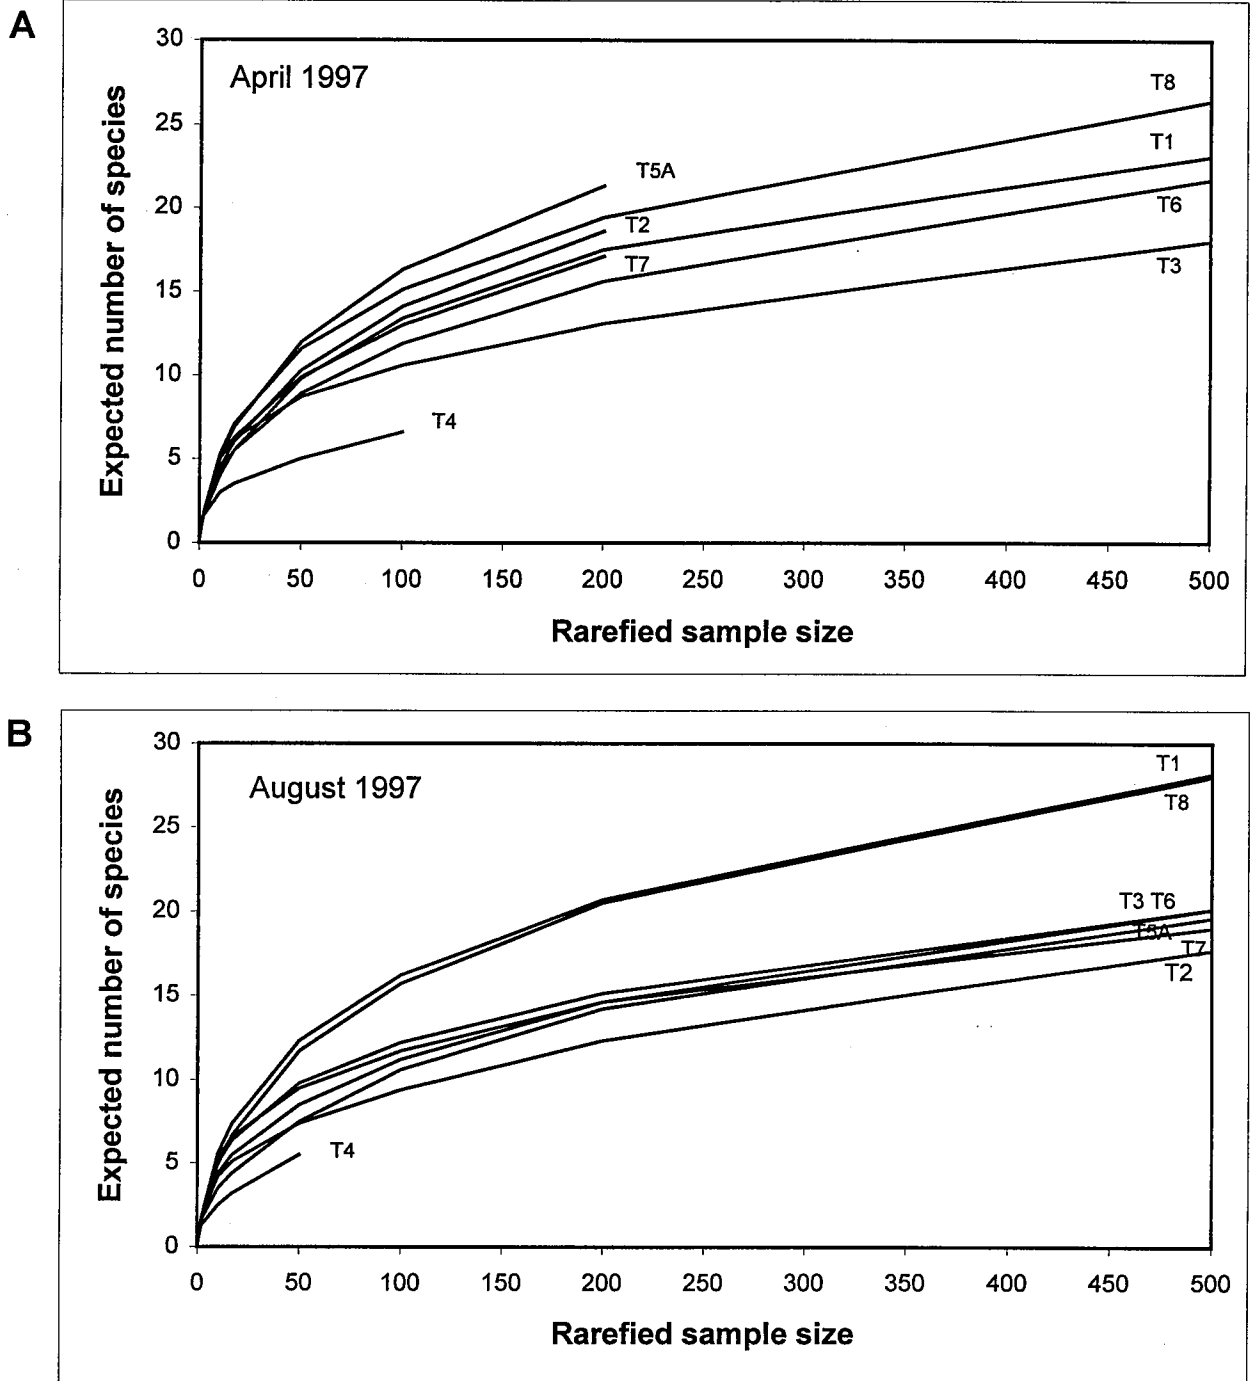 A
April 1997
Expected number of species
30
25
20
15
10
5
0
T8
T1
T5A
T6
T2
T7
T3
T4
0 50 100 150 200 250 300 350 400 450 500
Rarefied sample size
B
August 1997
Expected number of species
30
25
20
15
10
5
0
T1
T8
T3 T6
T5A
T7
T2
T4
0 50 100 150 200 250 300 350 400 450 500
Rarefied sample size